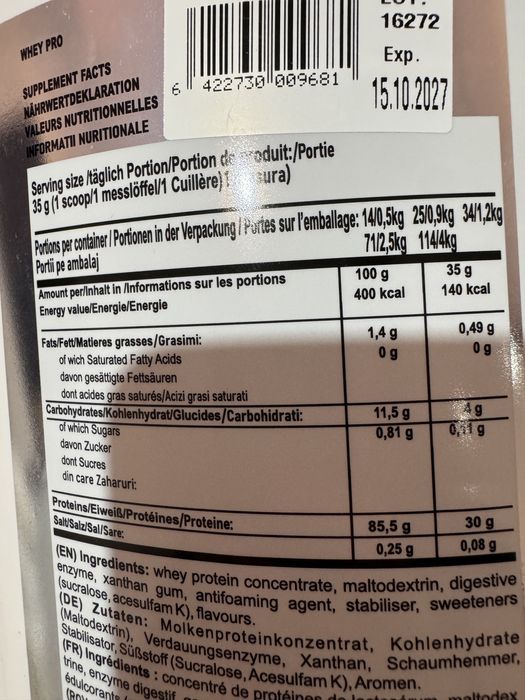 16272
Exp.
15.10.2027
6 422730 009681
WHEY PRO
SUPPLEMENT FACTS
NÄHRWERTDEKLARATION
VALEURS NUTRITIONNELLES
INFORMATII NURITIONALE
Serving size /täglich Portion/Portion /Portie
35 g (1 scoop/1 messlöffel/1 Cuillère)
Portions per container / Portionen in der Verpackung / Portes sur l'emballage: 14/0,5kg 25/0,9kg 34/1,2kg
Portii pe ambalaj 71/2,5kg 114/4kg
Amount per/Inhalt in /Informations sur les portions 100 g 35 g
Energy value/Energie/Energie 400 kcal 140 kcal
Fats/Fett/Matieres grasses/Grasimi: 1,4 g 0,49 g
of wich Saturated Fatty Acids 0 g 0 g
davon gesättigte Fettsäuren
dont acides gras saturés/Acizi grasi saturati
Carbohydrates/Kohlenhydrat/Glucides/Carbohidrati: 11,5 g 4 g
of which Sugars 0,81 g g
davon Zucker
dont Sucres
din care Zaharuri:
Proteins/Eiweiß/Protéines/Proteine: 85,5 g 30 g
Salt/Salz/Sal/Sare: 0,25 g 0,08 g
(EN) Ingredients: whey protein concentrate, maltodextrin, digestive
enzyme, xanthan gum, antifoaming agent, stabiliser, sweeteners
(sucralose, acesulfam K), flavours.
(DE) Zutaten: Molkenproteinkonzentrat, Kohlenhydrate
(Maltodextrin), Verdauungsenzyme, Xanthan, Schaumhemmer,
Stabilisator, Süßstoff (Sucralose, Acesulfam K), Aromen.
(FR) Ingrédients : concentré de protéines
trine, enzyme digestif
édulcorants